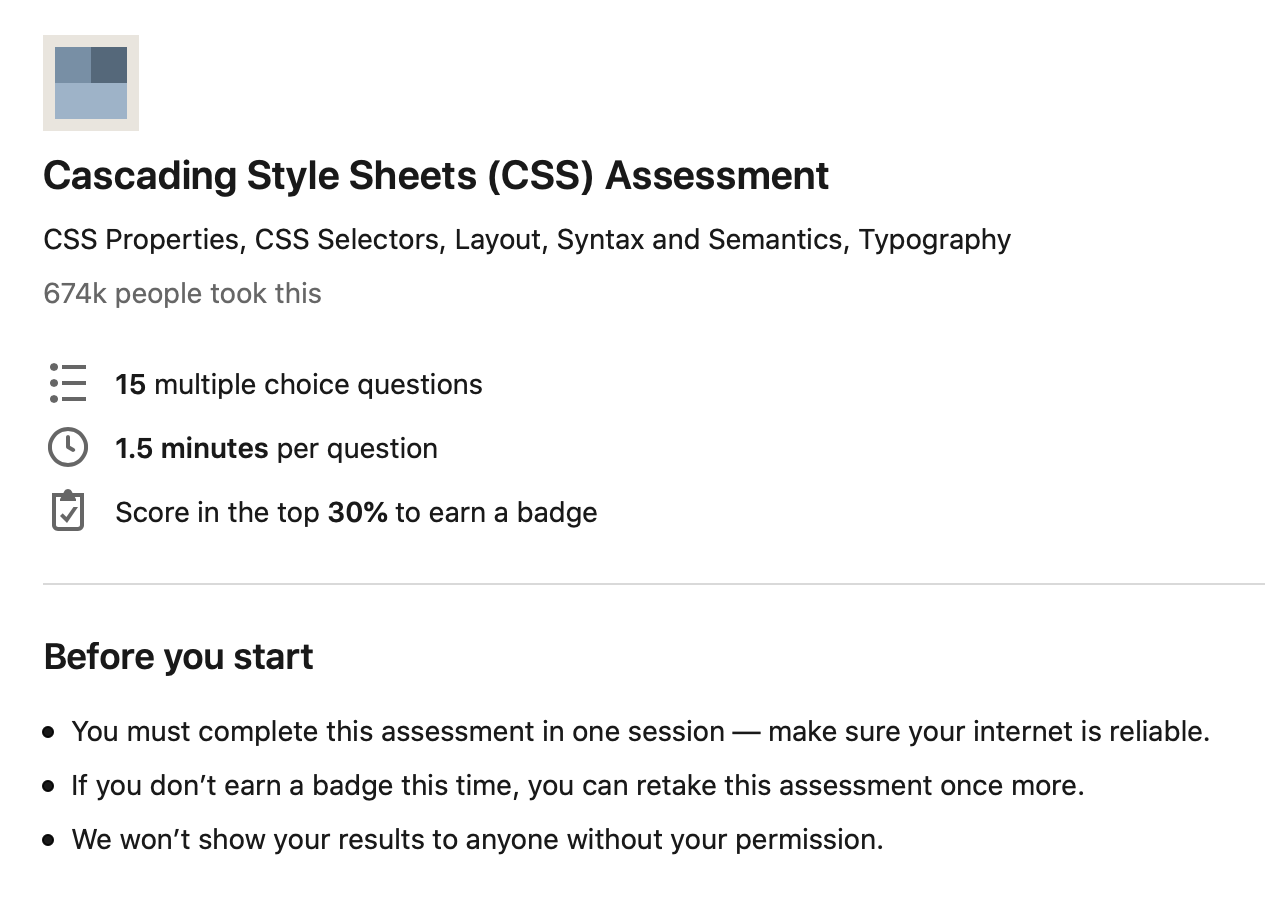 Cascading Style Sheets (CSS) Assessment
CSS Properties, CSS Selectors, Layout, Syntax and Semantics, Typography
674k people took this
15 multiple choice questions
1.5 minutes per question
Score in the top 30% to earn a badge
Before you start
You must complete this assessment in one session — make sure your internet is reliable.
If you don’t earn a badge this time, you can retake this assessment once more.
We won’t show your results to anyone without your permission.